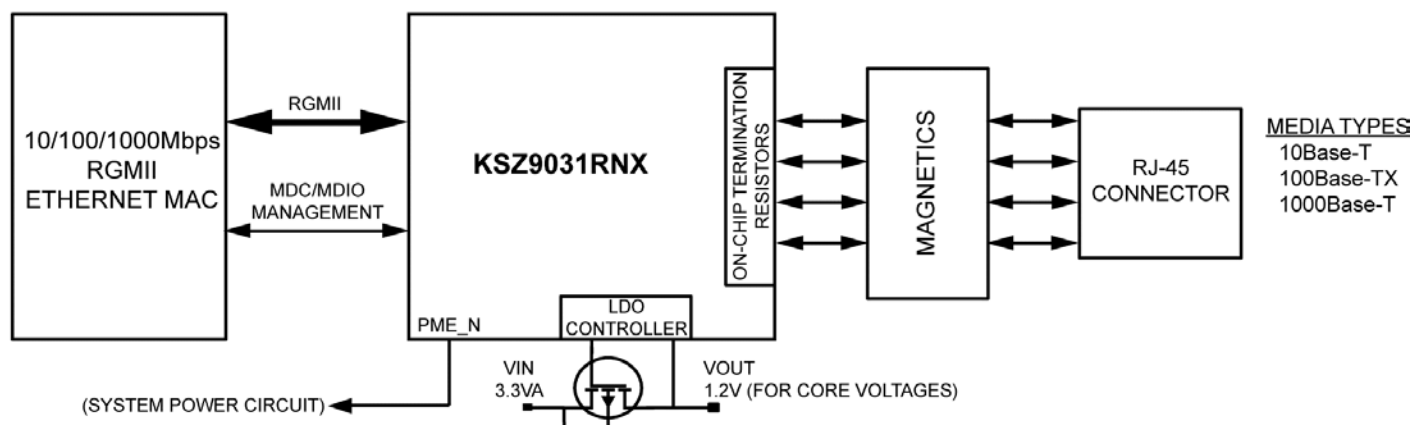 10/100/1000Mbps
RGMII
ETHERNET MAC
RGMII
MDC/MDIO
MANAGEMENT
KSZ9031RNX
ON-CHIP TERMINATION
RESISTORS
LDO
CONTROLLER
PME_N
MAGNETICS
RJ-45
CONNECTOR
MEDIA TYPES
10Base-T
100Base-TX
1000Base-T
VIN
3.3VA
VOUT
1.2V (FOR CORE VOLTAGES)
(SYSTEM POWER CIRCUIT)